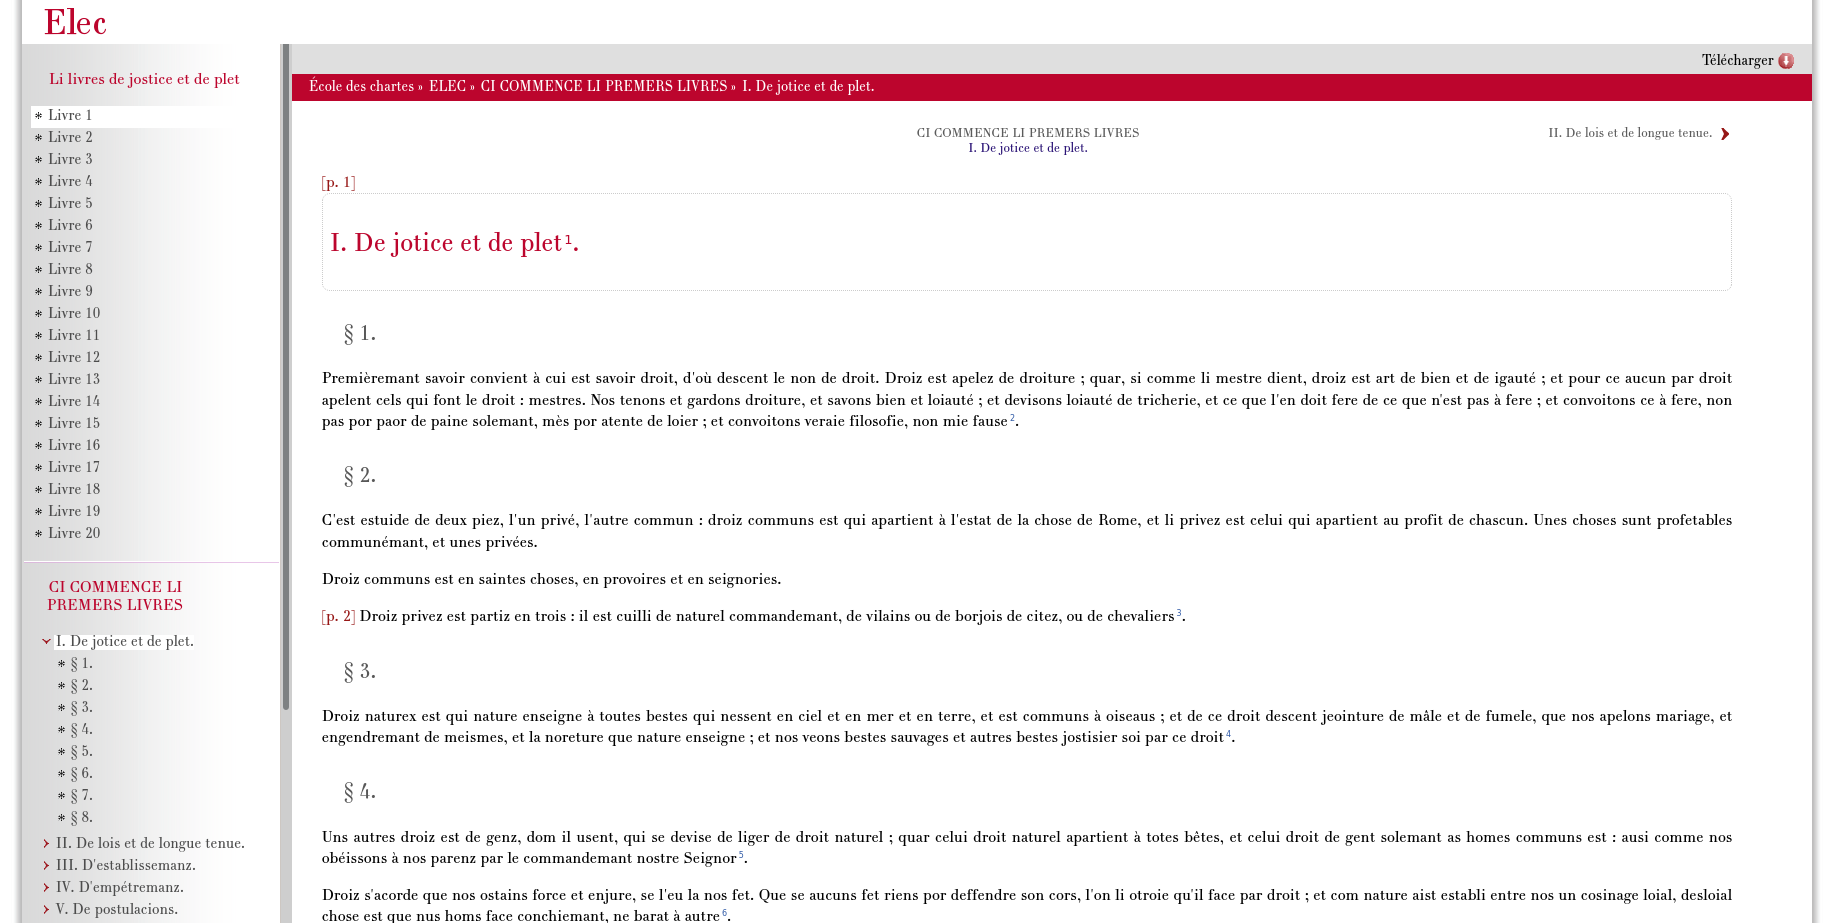 Elec
Télécharger
Li livres de jostice et de plet
* Livre 1
* Livre 2
* Livre 3
* Livre 4
* Livre 5
* Livre 6
* Livre 7
* Livre 8
* Livre 9
* Livre 10
* Livre 11
* Livre 12
* Livre 13
* Livre 14
* Livre 15
* Livre 16
* Livre 17
* Livre 18
* Livre 19
* Livre 20
CI COMMENCE LI
PREMERS LIVRES
I. De jotice et de plet.
* § 1.
* § 2.
* § 3.
* § 4.
* § 5.
* § 6.
* § 7.
* § 8.
II. De lois et de longue tenue.
III. D'establissemanz.
IV. D'empétremanz.
V. De postulacions.
École des chartes » ELEC » CI COMMENCE LI PREMERS LIVRES » I. De jotice et de plet.
CI COMMENCE LI PREMERS LIVRES
I. De jotice et de plet.
II. De lois et de longue tenue.
[p. 1]
I. De jotice et de plet1.
§ 1.
Premièremant savoir convient à cui est savoir droit, d'où descent le non de droit. Droiz est apelez de droiture ; quar, si comme li mestre dient, droiz est art de bien et de igauté ; et pour ce aucun par droit
apelent cels qui font le droit : mestres. Nos tenons et gardons droiture, et savons bien et loiauté ; et devisons loiauté de tricherie, et ce que l'en doit fere de ce que n'est pas à fere ; et convoitons ce à fere, non
pas por paor de paine solemant, mès por atente de loier ; et convoitons veraie filosofie, non mie fause2.
§ 2.
C'est estuide de deux piez, l'un privé, l'autre commun : droiz communs est qui apartient à l'estat de la chose de Rome, et li privez est celui qui apartient au profit de chascun. Unes choses sunt profetables
communémant, et unes privées.
Droiz communs est en saintes choses, en provoires et en seignories.
[p. 2] Droiz privez est partiz en trois : il est cuilli de naturel commandemant, de vilains ou de borjois de citez, ou de chevaliers3.
§ 3.
Droiz naturex est qui nature enseigne à toutes bestes qui nessent en ciel et en mer et en terre, et est communs à oiseaus ; et de ce droit descent jeointure de mâle et de fumele, que nos apelons mariage, et
engendremant de meismes, et la noreture que nature enseigne ; et nos veons bestes sauvages et autres bestes jostisier soi par ce droit4.
§ 4.
Uns autres droiz est de genz, dom il usent, qui se devise de liger de droit naturel ; quar celui droit naturel apartient à totes bêtes, et celui droit de gent solemant as homes communs est : ausi comme nos
obéissons à nos parenz par le commandemant nostre Seignor5.
Droiz s'acorde que nos ostains force et enjure, se l'eu la nos fet. Que se aucuns fet riens por deffendre son cors, l'on li otroie qu'il face par droit ; et com nature aist establi entre nos un cosinage loial, desloial
chose est que nus homs face conchiemant, ne barat à autre6.